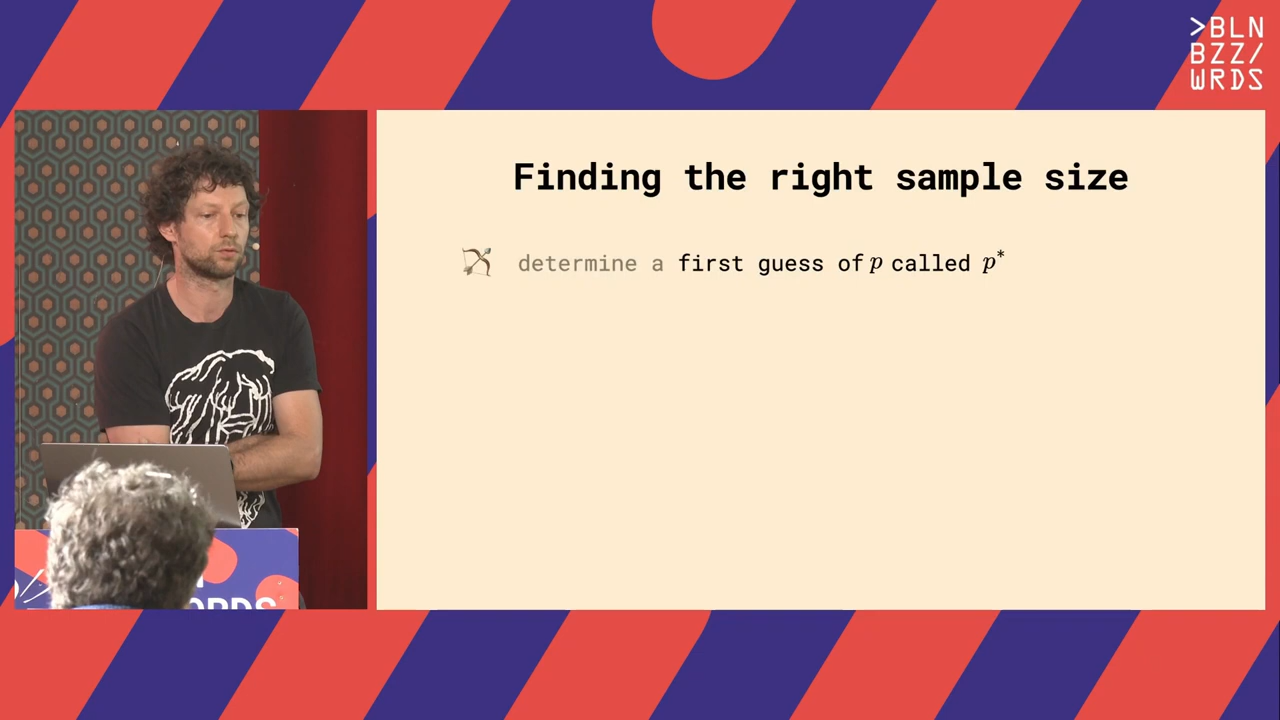 >BLN
BZZ/
WRDS
Finding the right sample size
determine a first guess of p called p*